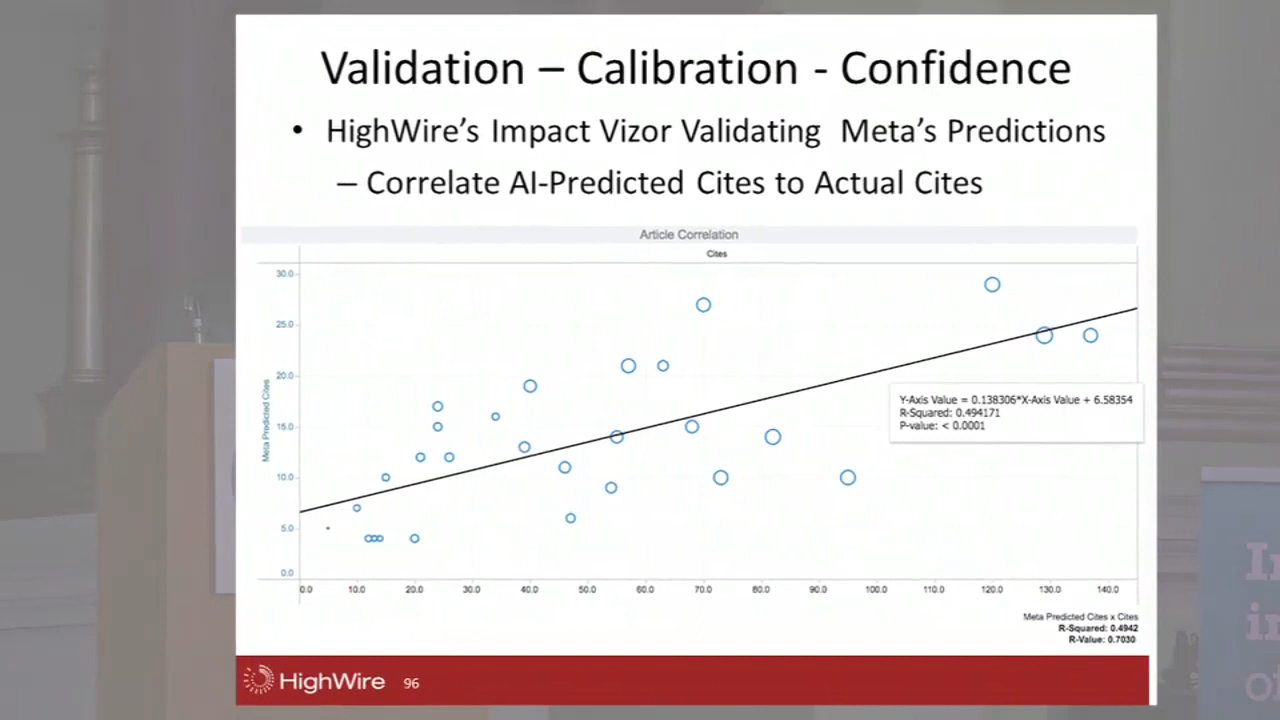 Validation – Calibration - Confidence
• HighWire's Impact Vizor Validating Meta's Predictions
– Correlate AI-Predicted Cites to Actual Cites
Article Correlation
Cites
30.0
25.0
20.0
15.0
10.0
5.0
0.0
Meta Predicted Cites
Y-Axis Value = 0.138306*X-Axis Value + 6.58354
R-Squared: 0.494171
P-value: < 0.0001
0.0 10.0 20.0 30.0 40.0 50.0 60.0 70.0 80.0 90.0 100.0 110.0 120.0 130.0 140.0
Meta Predicted Cites x Cites
R-Squared: 0.4942
R-Value: 0.7030
HighWire 96